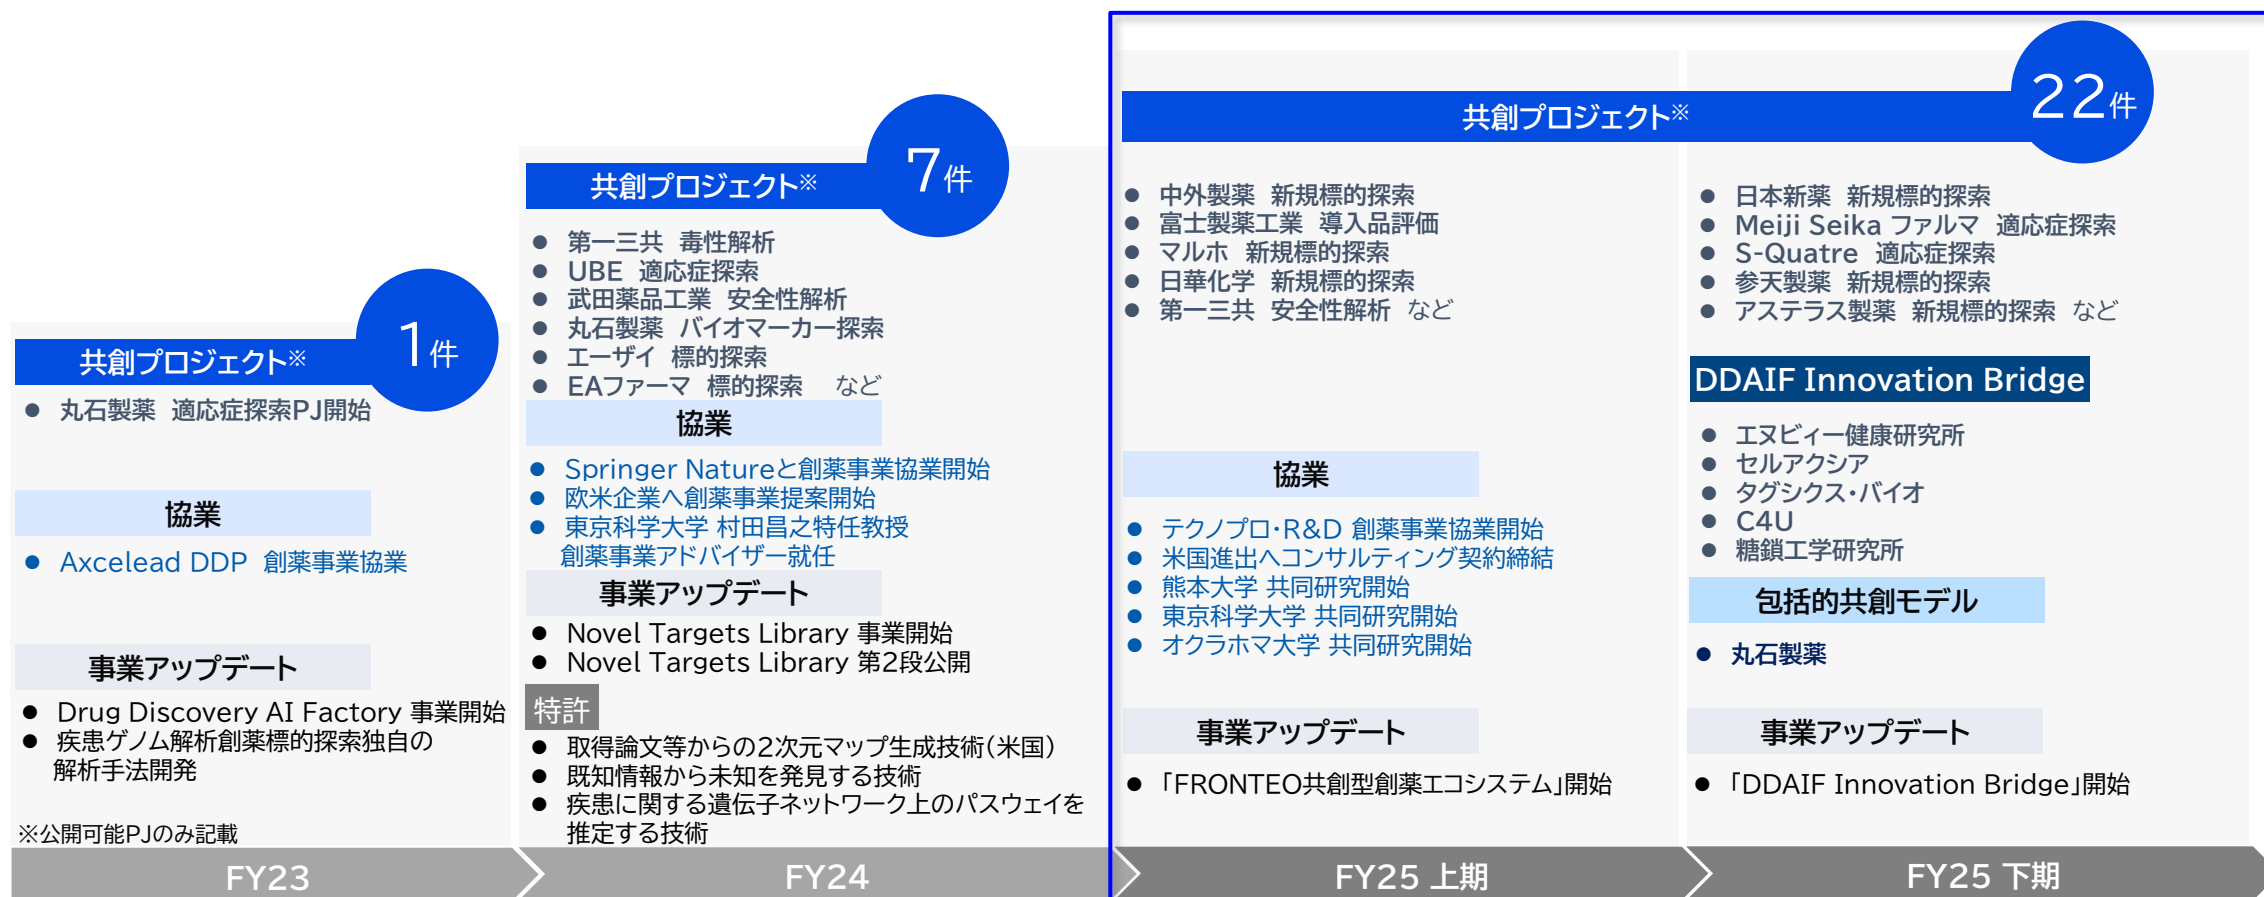 共創プロジェクト※
1件
● 丸石製薬 適応症探索PJ開始
協業
● Axcelead DDP 創薬事業協業
事業アップデート
● Drug Discovery AI Factory 事業開始
● 疾患ゲノム解析創薬標的探索独自の
解析手法開発
※公開可能PJのみ記載
FY23
共創プロジェクト※
7件
● 第一三共 毒性解析
● UBE 適応症探索
● 武田薬品工業 安全性解析
● 丸石製薬 バイオマーカー探索
● エーザイ 標的探索
● EAファーマ 標的探索 など
協業
● Springer Natureと創薬事業協業開始
● 欧米企業へ創薬事業提案開始
● 東京科学大学 村田昌之特任教授
創薬事業アドバイザー就任
事業アップデート
● Novel Targets Library 事業開始
● Novel Targets Library 第2段公開
特許
● 取得論文等からの2次元マップ生成技術(米国)
● 既知情報から未知を発見する技術
● 疾患に関する遺伝子ネットワーク上のパスウェイを
推定する技術
FY24
共創プロジェクト※
22件
● 中外製薬 新規標的探索
● 富士製薬工業 導入品評価
● マルホ 新規標的探索
● 日華化学 新規標的探索
● 第一三共 安全性解析 など
協業
● テクノプロ・R&D 創薬事業協業開始
● 米国進出へコンサルティング契約締結
● 熊本大学 共同研究開始
● 東京科学大学 共同研究開始
● オクラホマ大学 共同研究開始
事業アップデート
● 「FRONTEO共創型創薬エコシステム」開始
FY25 上期
● 日本新薬 新規標的探索
● Meiji Seika ファルマ 適応症探索
● S-Quatre 適応症探索
● 参天製薬 新規標的探索
● アステラス製薬 新規標的探索 など
DDAIF Innovation Bridge
● エヌビィー健康研究所
● セルアクシア
● タグシクス・バイオ
● C4U
● 糖鎖工学研究所
包括的共創モデル
● 丸石製薬
事業アップデート
● 「DDAIF Innovation Bridge」開始
FY25 下期